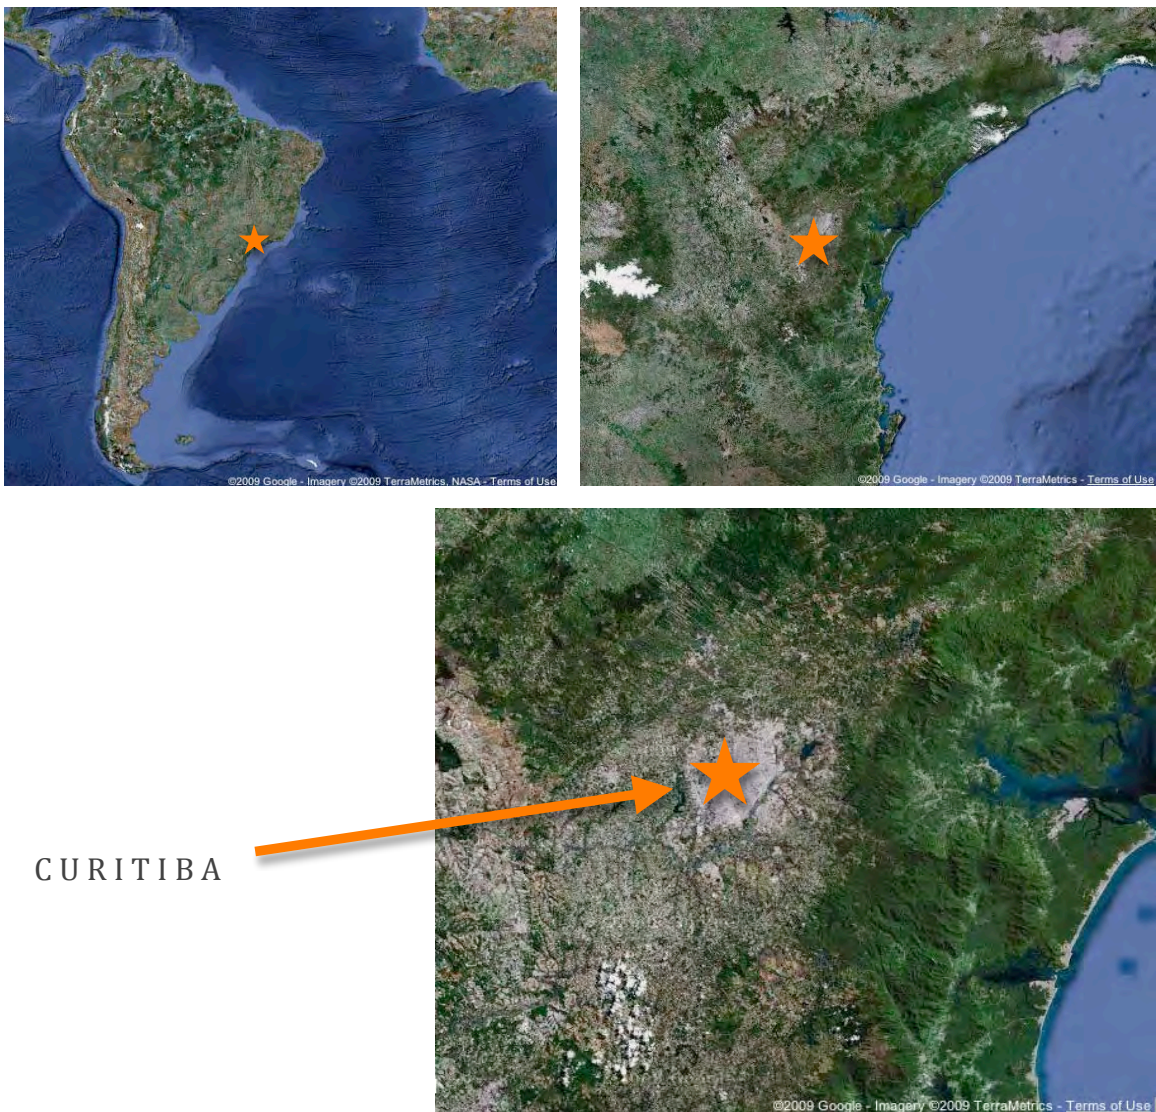 ©2009 Google - Imagery ©2009 TerraMetrics, NASA - Terms of Use
©2009 Google - Imagery ©2009 TerraMetrics - Terms of Use
CURITIBA
©2009 Google - Imagery ©2009 TerraMetrics - Terms of Use